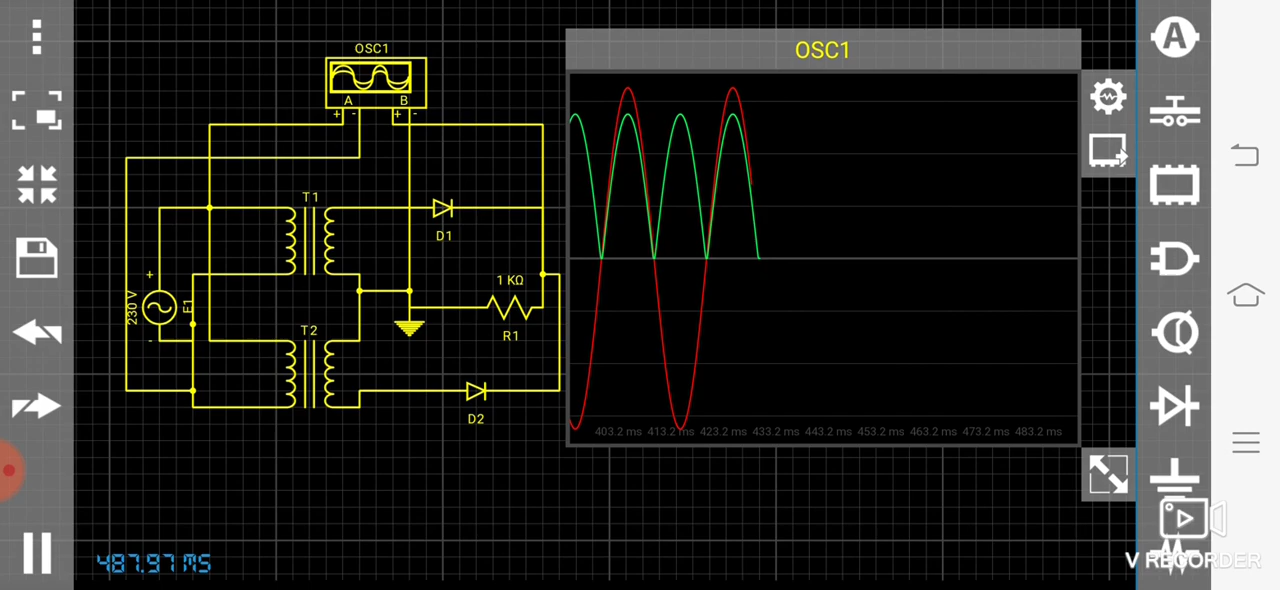 OSC1
OSC1
A B
+ - + -
T1
D1
+
1 KΩ
230 V
E1
-
T2
R1
D2
403.2 ms 413.2 ms 423.2 ms 433.2 ms 443.2 ms 453.2 ms 463.2 ms 473.2 ms 483.2 ms
A
487.97 MS
V RECORDER